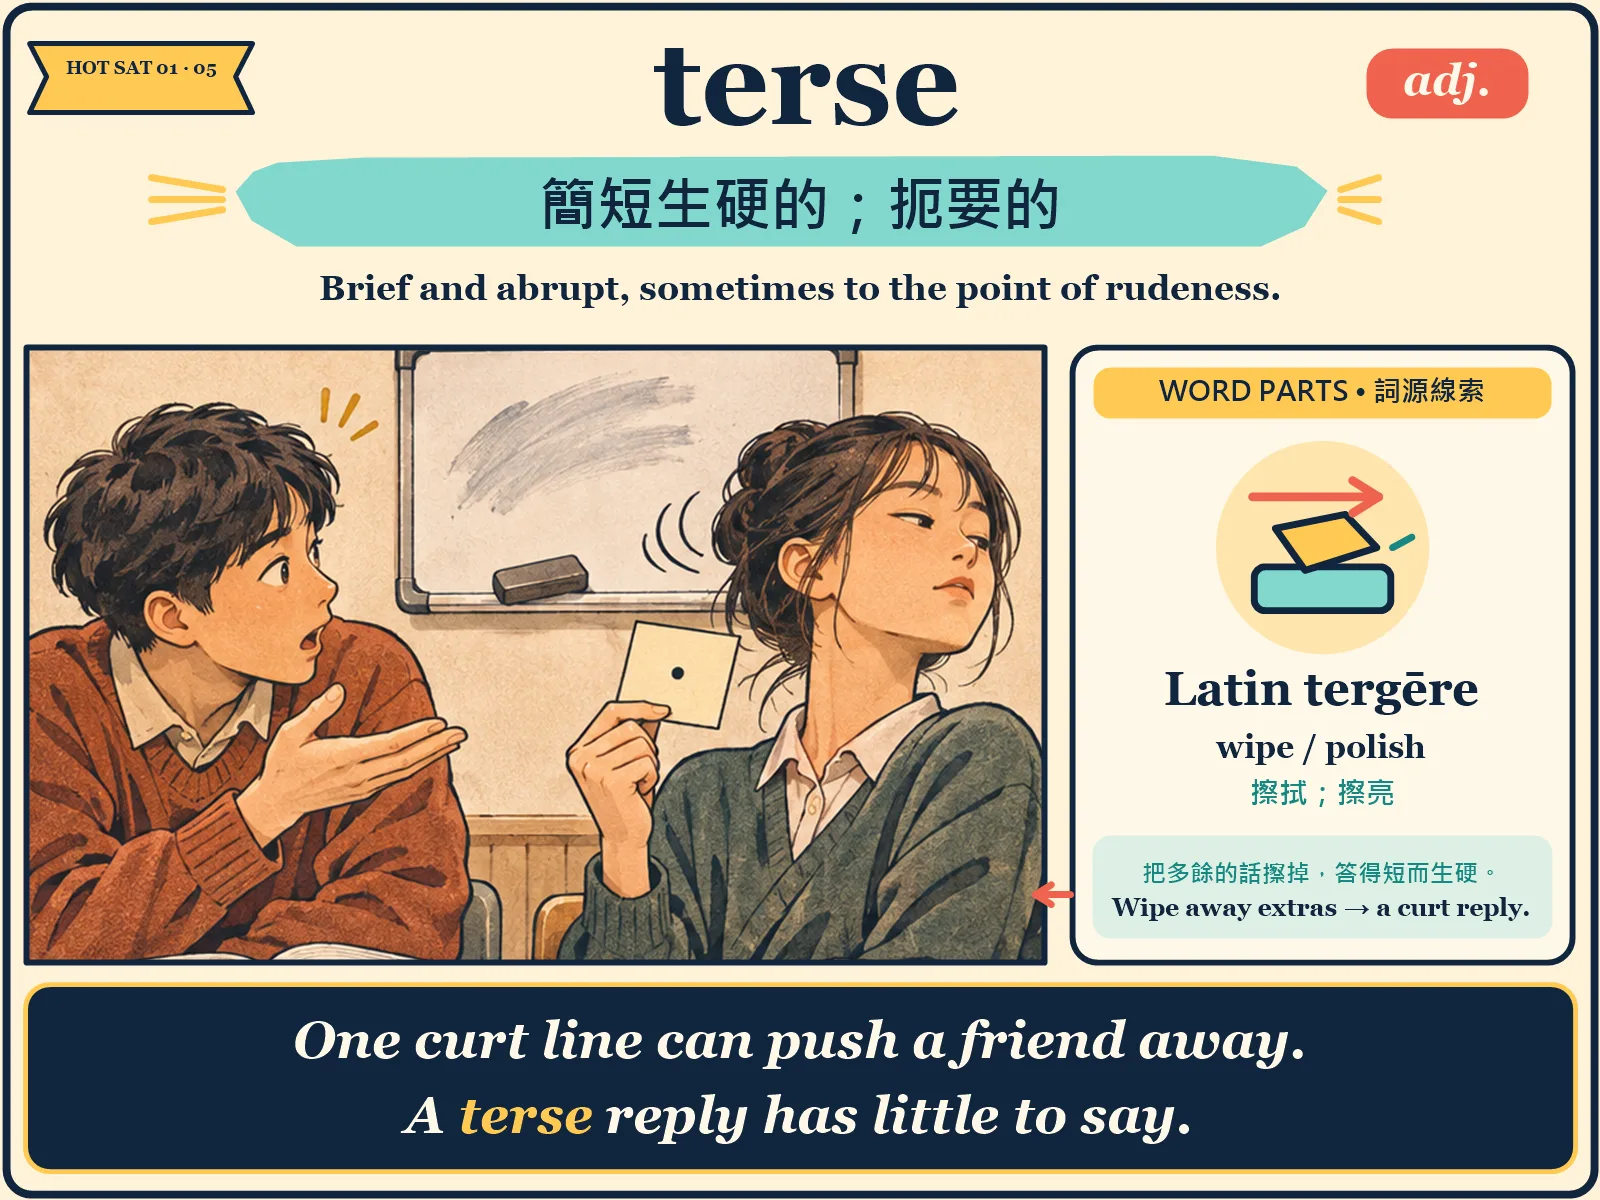 HOT SAT 01 · 05
terse
adj.
簡短生硬的；扼要的
Brief and abrupt, sometimes to the point of rudeness.
WORD PARTS • 詞源線索
Latin tergēre
wipe / polish
擦拭；擦亮
把多餘的話擦掉，答得短而生硬。
Wipe away extras → a curt reply.
One curt line can push a friend away.
A terse reply has little to say.